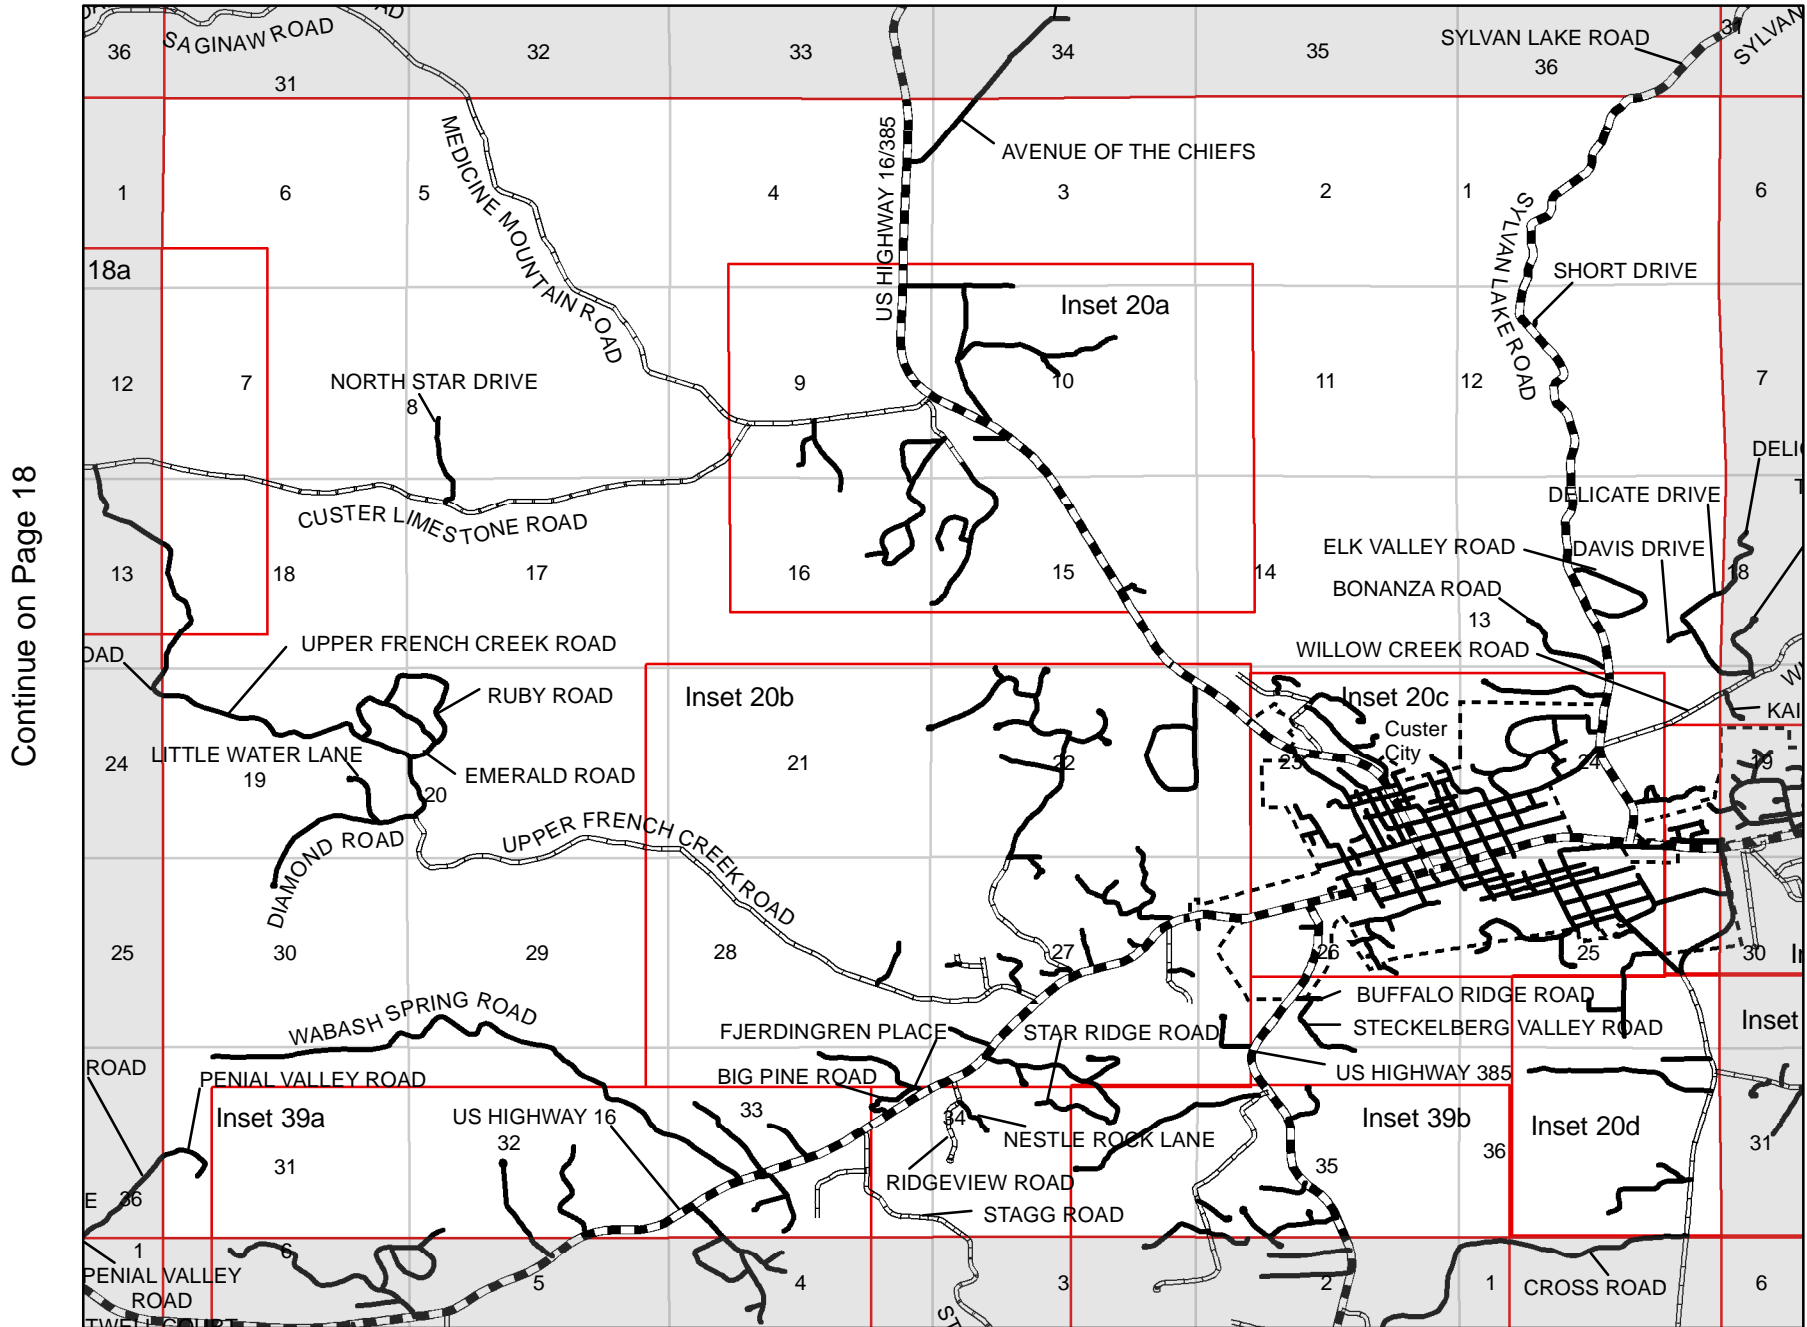 SAGINAW ROAD
36
31
32
33
34
35
SYLVAN LAKE ROAD
36
31
SYLVAN
MEDICINE MOUNTAIN ROAD
US HIGHWAY 16/385
AVENUE OF THE CHIEFS
1
6
5
4
3
2
1
6
SYLVAN LAKE ROAD
18a
Inset 20a
SHORT DRIVE
12
7
NORTH STAR DRIVE
8
9
10
11
12
7
Continue on Page 18
CUSTER LIMESTONE ROAD
DELICATE DRIVE
ELK VALLEY ROAD
DAVIS DRIVE
13
18
17
16
15
14
BONANZA ROAD
13
18
UPPER FRENCH CREEK ROAD
WILLOW CREEK ROAD
OAD
RUBY ROAD
Inset 20b
Inset 20c
KAI
Custer
City
LITTLE WATER LANE
EMERALD ROAD
24
19
20
21
22
23
24
19
DIAMOND ROAD
UPPER FRENCH CREEK ROAD
25
30
29
28
27
26
25
30
WABASH SPRING ROAD
BUFFALO RIDGE ROAD
FJERDINGREN PLACE
STAR RIDGE ROAD
STECKELBERG VALLEY ROAD
Inset
ROAD
PENIAL VALLEY ROAD
BIG PINE ROAD
US HIGHWAY 385
Inset 39a
US HIGHWAY 16
33
34
Inset 39b
Inset 20d
32
NESTLE ROCK LANE
36
31
31
35
RIDGEVIEW ROAD
E
36
STAGG ROAD
1
6
5
4
3
2
1
6
PENIAL VALLEY
ROAD
CROSS ROAD
TWELL COURT
ST